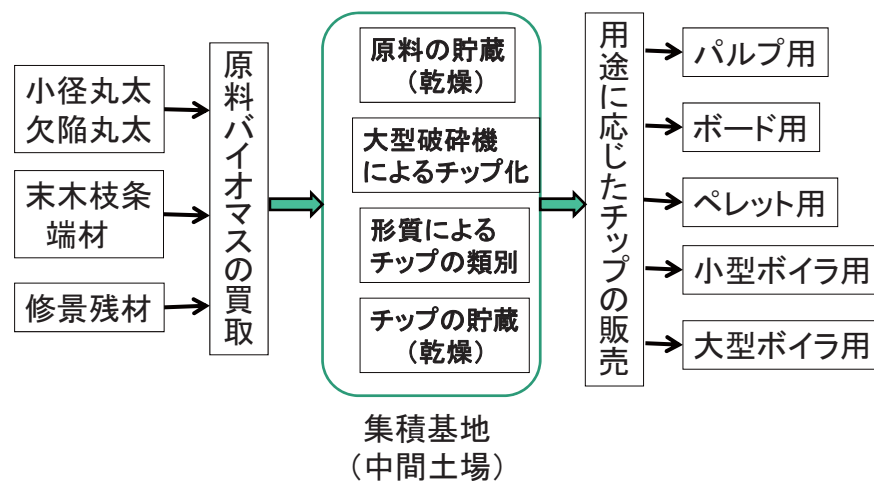 小径丸太
欠陥丸太
末木枝条
端材
修景残材
原料バイオマスの買取
原料の貯蔵
(乾燥)
大型破砕機
によるチップ化
形質による
チップの類別
チップの貯蔵
(乾燥)
集積基地
(中間土場)
用途に応じたチップの販売
パルプ用
ボード用
ペレット用
小型ボイラ用
大型ボイラ用